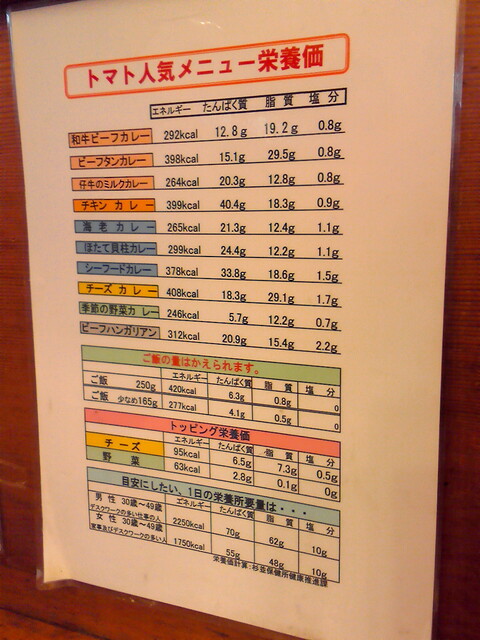 トマト人気メニュー栄養価
エネルギー たんぱく質 脂質 塩分
和牛ビーフカレー 292kcal 12.8g 19.2g 0.8g
ビーフタンカレー 398kcal 15.1g 29.5g 0.8g
仔牛のミルクカレー 264kcal 20.3g 12.8g 0.8g
チキンカレー 399kcal 40.4g 18.3g 0.9g
海老カレー 265kcal 21.3g 12.4g 1.1g
ほたて貝柱カレー 299kcal 24.4g 12.2g 1.1g
シーフードカレー 378kcal 33.8g 18.6g 1.5g
チーズカレー 408kcal 18.3g 29.1g 1.7g
季節の野菜カレー 246kcal 5.7g 12.2g 0.7g
ビーフハンガリアン 312kcal 20.9g 15.4g 2.2g
ご飯の量はかえられます。
エネルギー たんぱく質 脂質 塩分
ご飯 250g 420kcal 6.3g 0.8g 0
ご飯 少なめ165g 277kcal 4.1g 0.5g 0
トッピング栄養価
エネルギー たんぱく質 脂質 塩分
チーズ 95kcal 6.5g 7.3g 0.5g
野菜 63kcal 2.8g 0.1g 0g
目安にしたい、1日の栄養所要量は・・・
エネルギー たんぱく質 脂質 塩分
男性 30歳〜49歳
デスクワークの多い仕事の人 2250kcal 70g 62g 10g
女性 30歳〜49歳
家事及びデスクワークの多い人 1750kcal 55g 48g 10g
栄養価計算:杉並保健所健康推進課